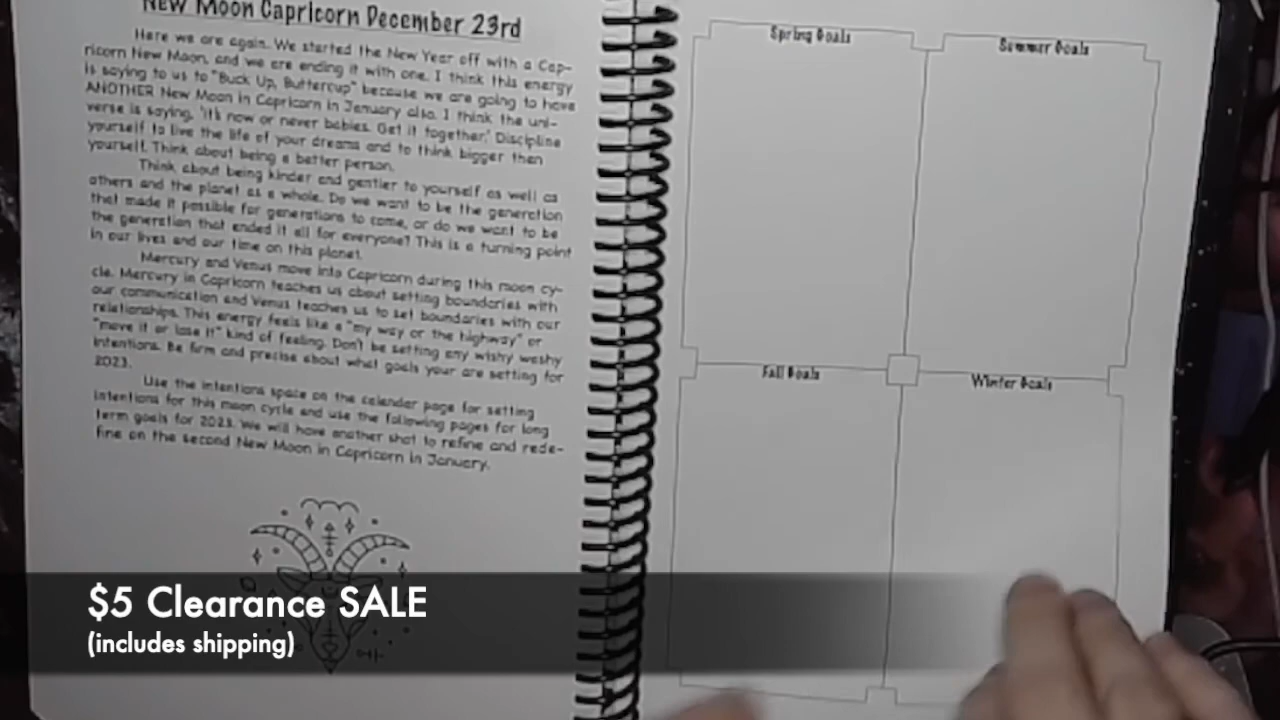 New Moon Capricorn December 23rd
Here we are again. We started the New Year off with a Cap-
ricorn New Moon, and we are ending it with one. I think this energy
is saying to us to "Buck Up, Buttercup" because we are going to have
ANOTHER New Moon in Capricorn in January also. I think the uni-
verse is saying, 'it's now or never babies. Get it together.' Discipline
yourself to live the life of your dreams and to think bigger than
yourself. Think about being a better person.
Think about being kinder and gentler to yourself as well as
others and the planet as a whole. Do we want to be the generation
that made it possible for generations to come, or do we want to be
the generation that ended it all for everyone? This is a turning point
in our lives and our time on this planet.
Mercury and Venus move into Capricorn during this moon cy-
cle. Mercury in Capricorn teaches us about setting boundaries with
our communication and Venus teaches us to set boundaries with our
relationships. This energy feels like a "my way or the highway" or
"move it or lose it" kind of feeling. Don't be setting any wishy washy
intentions. Be firm and precise about what goals your are setting for
2023.
Use the intentions space on the calendar page for setting
intentions for this moon cycle and use the following pages for long
term goals for 2023. We will have another shot to refine and rede-
fine on the second New Moon in Capricorn in January.
Spring Goals
Summer Goals
Fall Goals
Winter Goals
$5 Clearance SALE
(includes shipping)